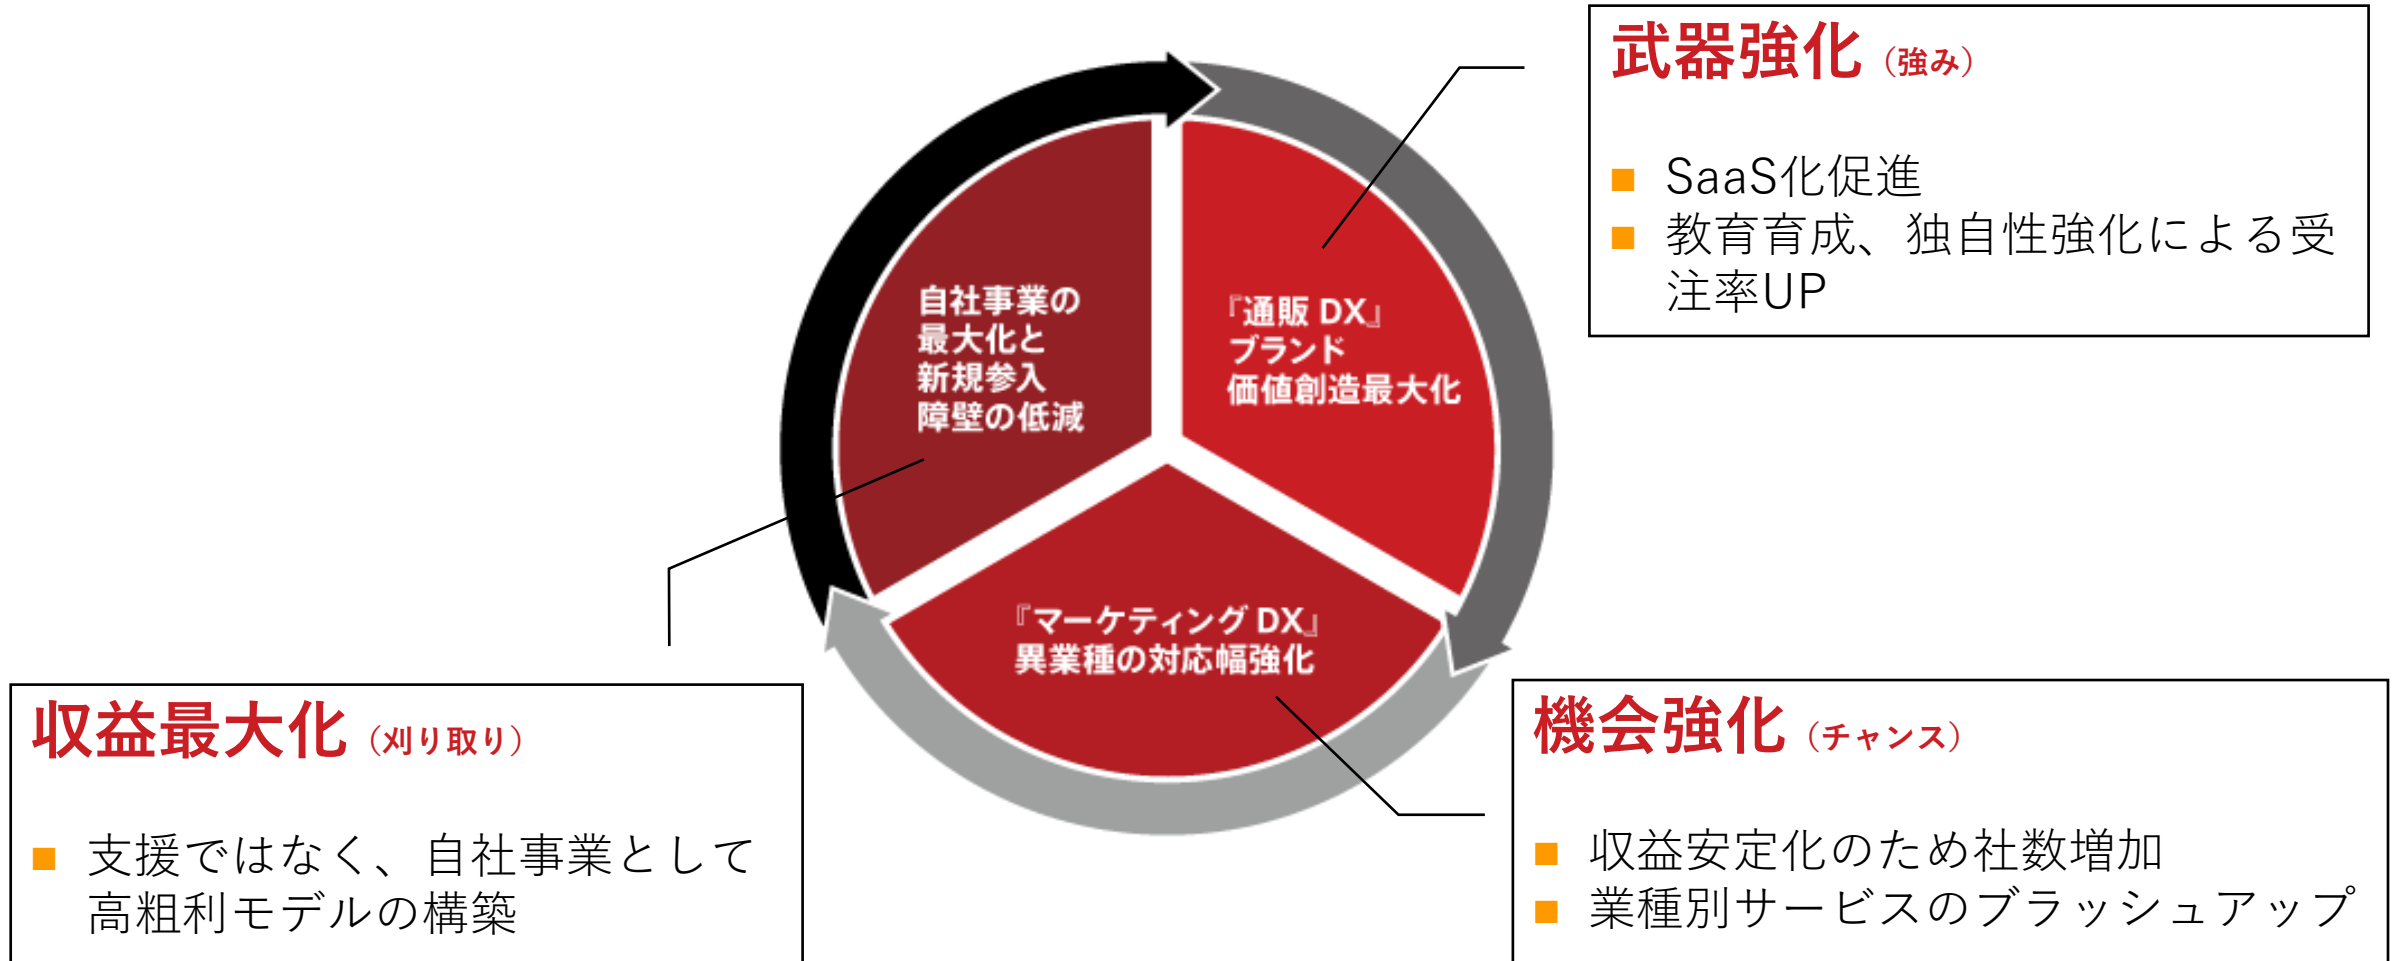 武器強化（強み）
■ SaaS化促進
■ 教育育成、独自性強化による受
注率UP
自社事業の
最大化と
新規参入
障壁の低減
『通販 DX』
ブランド
価値創造最大化
『マーケティング DX』
異業種の対応幅強化
収益最大化（刈り取り）
■ 支援ではなく、自社事業として
高粗利モデルの構築
機会強化（チャンス）
■ 収益安定化のため社数増加
■ 業種別サービスのブラッシュアップ